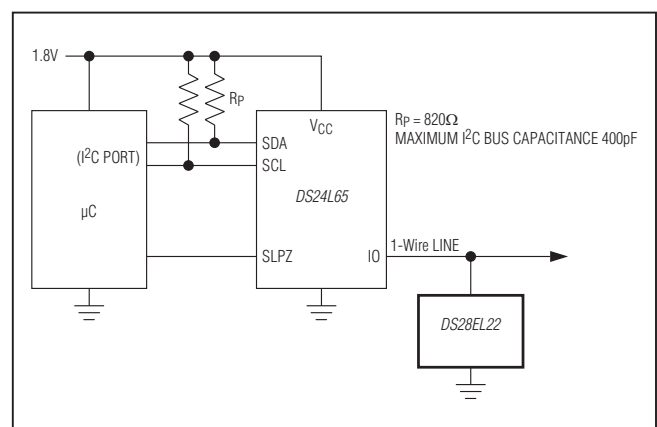 1.8V
RP
VCC
RP = 820Ω
MAXIMUM I²C BUS CAPACITANCE 400pF
(I²C PORT)
SDA
SCL
DS24L65
µC
SLPZ
IO
1-Wire LINE
DS28EL22